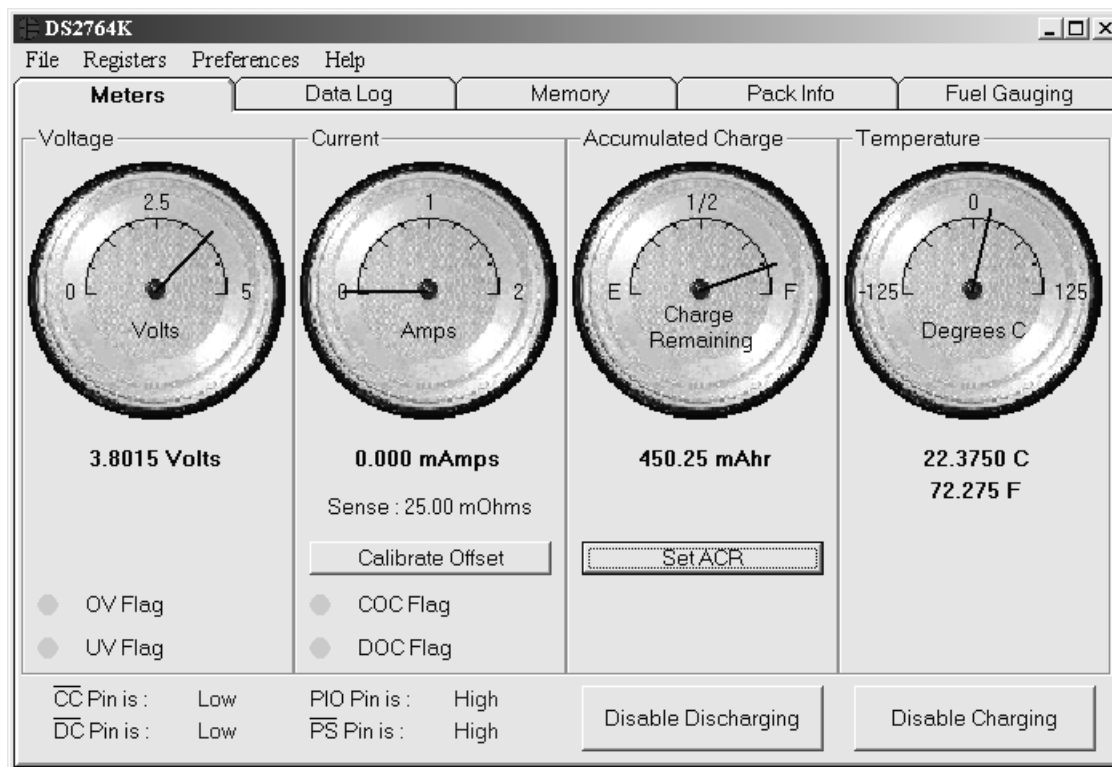 DS2764K
File Registers Preferences Help
Meters Data Log Memory Pack Info Fuel Gauging
Voltage Current Accumulated Charge Temperature
2.5 1 1/2 0
0 5 0 2 E F -125 125
Volts Amps Charge Remaining Degrees C
3.8015 Volts 0.000 mAmps 450.25 mAhr 22.3750 C
72.275 F
Sense : 25.00 mOhms
Calibrate Offset Set ACR
OV Flag COC Flag
UV Flag DOC Flag
C̅C̅ Pin is : Low PIO Pin is : High Disable Discharging Disable Charging
D̅C̅ Pin is : Low P̅S̅ Pin is : High